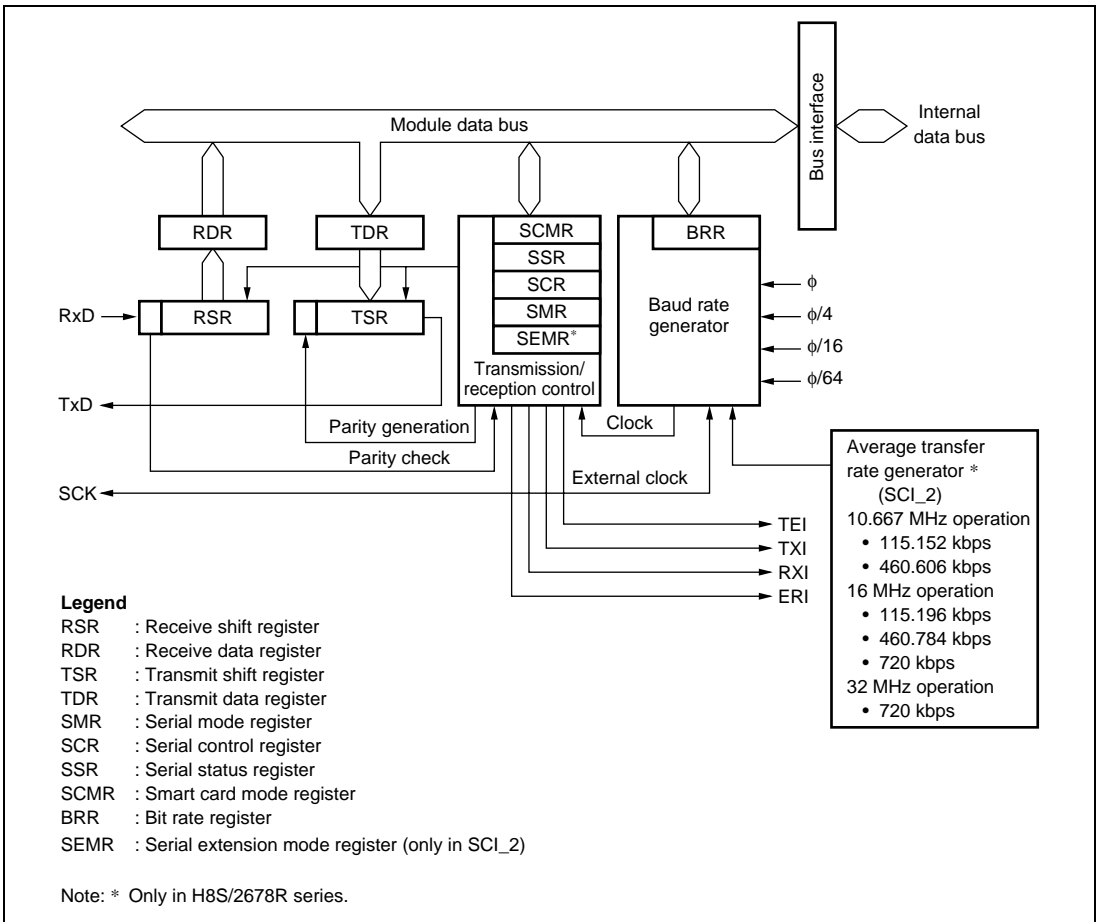 Bus interface
Internal
data bus
Module data bus
RDR
TDR
SCMR
SSR
SCR
SMR
SEMR*
Transmission/
reception control
BRR
Baud rate
generator
ϕ
ϕ/4
ϕ/16
ϕ/64
RxD
RSR
TSR
TxD
Parity generation
Parity check
Clock
External clock
SCK
TEI
TXI
RXI
ERI
Average transfer
rate generator *
(SCI_2)
10.667 MHz operation
• 115.152 kbps
• 460.606 kbps
16 MHz operation
• 115.196 kbps
• 460.784 kbps
• 720 kbps
32 MHz operation
• 720 kbps
Legend
RSR : Receive shift register
RDR : Receive data register
TSR : Transmit shift register
TDR : Transmit data register
SMR : Serial mode register
SCR : Serial control register
SSR : Serial status register
SCMR : Smart card mode register
BRR : Bit rate register
SEMR : Serial extension mode register (only in SCI_2)
Note: * Only in H8S/2678R series.